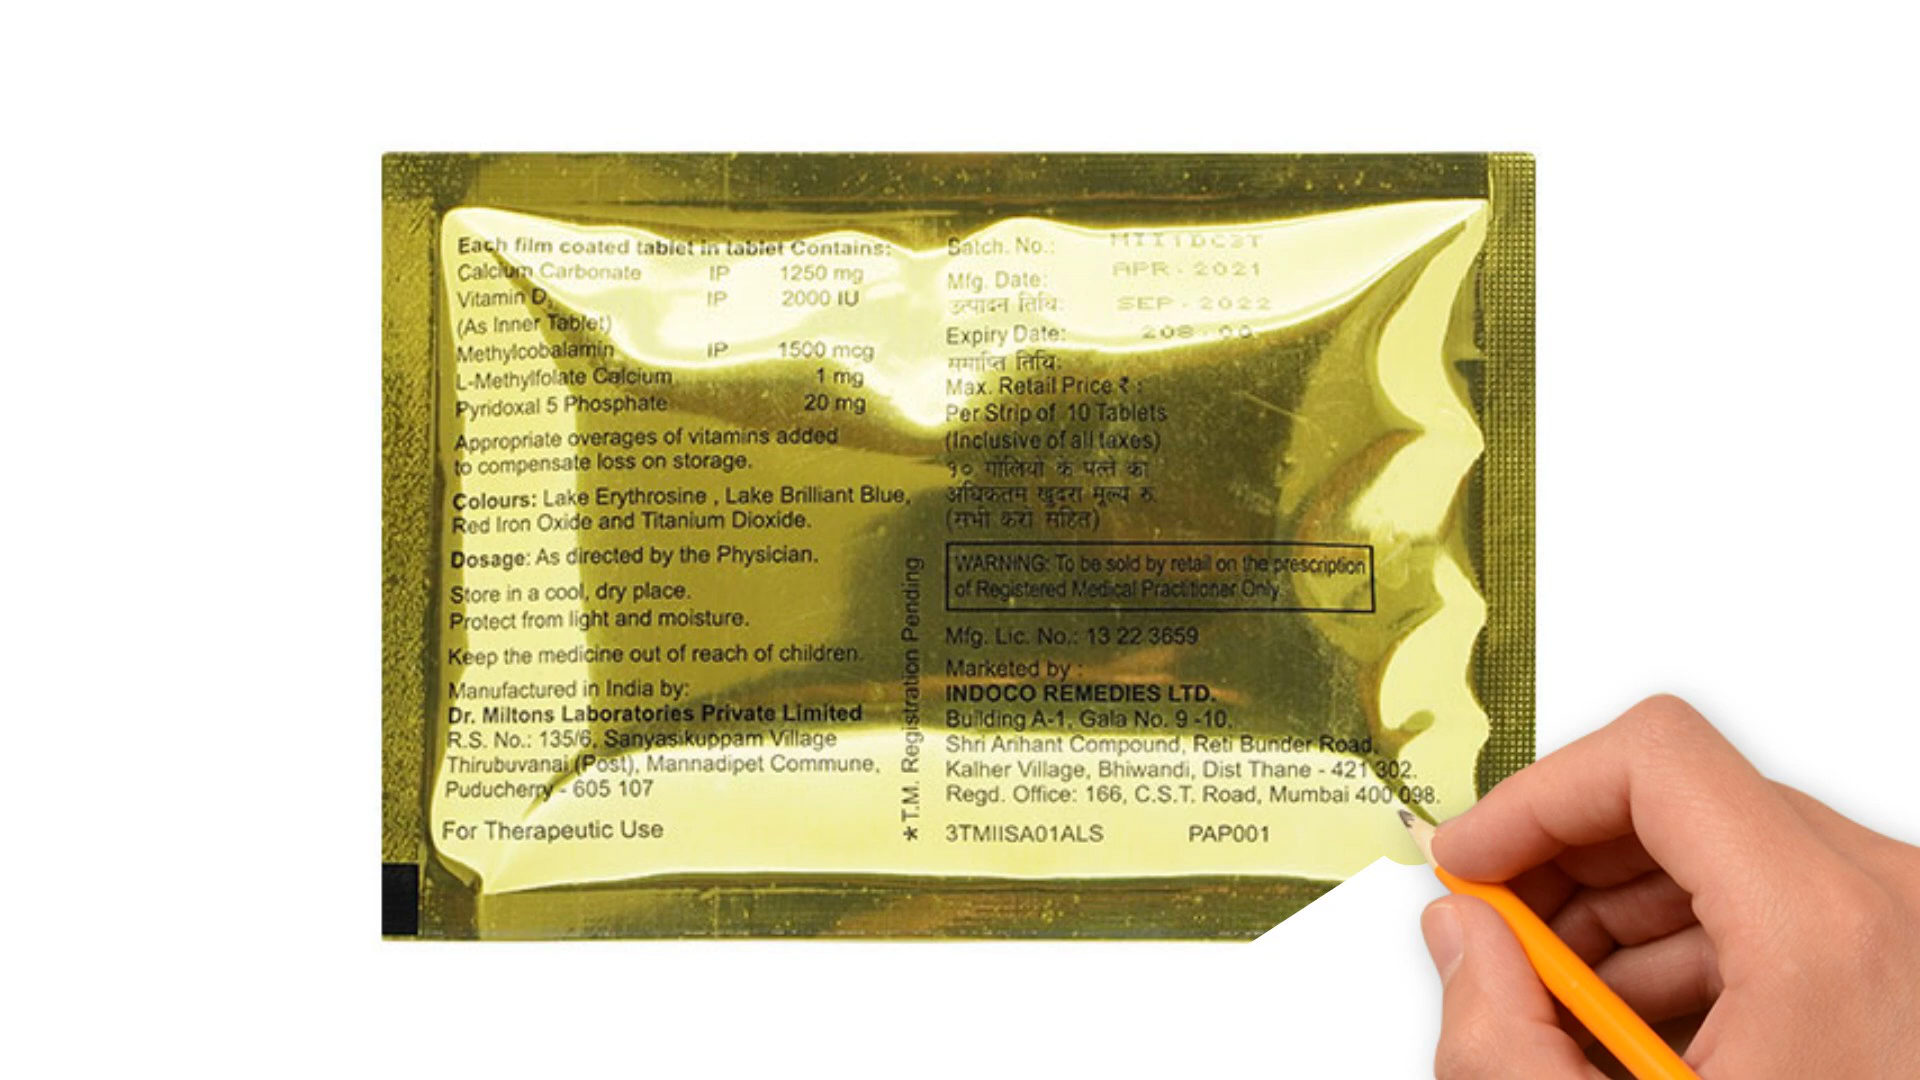 Each film coated tablet in tablet Contains:
Calcium Carbonate IP 1250 mg
Vitamin D₃ IP 2000 IU
(As Inner Tablet)
Methylcobalamin IP 1500 mcg
L-Methylfolate Calcium 1 mg
Pyridoxal 5 Phosphate 20 mg
Appropriate overages of vitamins added
to compensate loss on storage.
Colours: Lake Erythrosine , Lake Brilliant Blue,
Red Iron Oxide and Titanium Dioxide.
Dosage: As directed by the Physician.
Store in a cool, dry place.
Protect from light and moisture.
Keep the medicine out of reach of children.
Manufactured in India by:
Dr. Miltons Laboratories Private Limited
R.S. No.: 135/6, Sanyasikuppam Village
Thirubuvanai (Post), Mannadipet Commune,
Puducherry - 605 107
For Therapeutic Use
*T.M. Registration Pending
Batch. No.:
Mfg. Date: APR - 2021
उत्पादन तिथि: SEP - 2022
Expiry Date: 208 - 00
समाप्ति तिथि:
Max. Retail Price ₹ :
Per Strip of 10 Tablets
(Inclusive of all taxes)
१० गोलियों के पत्ते का
अधिकतम खुदरा मूल्य रु.
(सभी करों सहित)
WARNING: To be sold by retail on the prescription
of Registered Medical Practitioner Only.
Mfg. Lic. No.: 13 22 3659
Marketed by :
INDOCO REMEDIES LTD.
Building A-1, Gala No. 9 -10,
Shri Arihant Compound, Reti Bunder Road,
Kalher Village, Bhiwandi, Dist Thane - 421 302.
Regd. Office: 166, C.S.T. Road, Mumbai 400 098.
3TMIISA01ALS PAP001